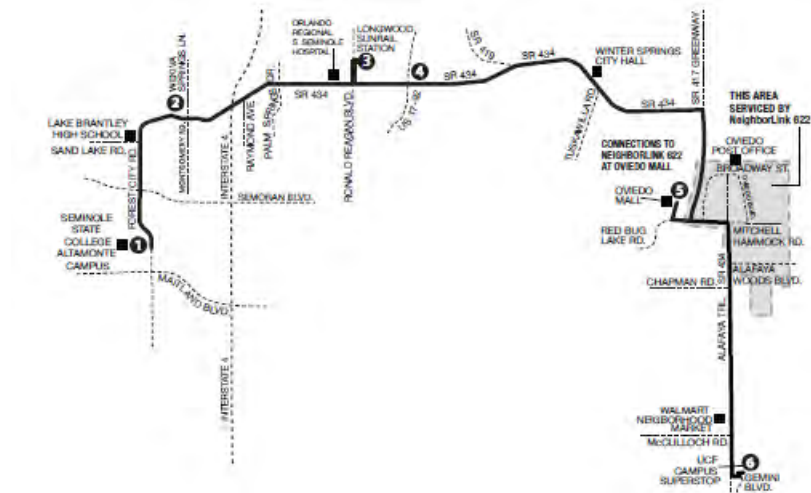 ORLANDO
REGIONAL
S. SEMINOLE
HOSPITAL
LONGWOOD
SUNRAIL
STATION
3
4
SR 434
SR 419
SR 434
SR 434
WINTER SPRINGS
CITY HALL
SR 417 GREENWAY
SR 434
TUSKAWILLA RD.
US 17-92
RONALD REAGAN BLVD.
PALM SPRINGS DR
RAYMOND AVE
INTERSTATE 4
WEKIVA
SPRINGS LN.
MONTGOMERY RD.
2
LAKE BRANTLEY
HIGH SCHOOL
SAND LAKE RD.
FOREST CITY RD.
SEMORAN BLVD.
SEMINOLE
STATE
COLLEGE
ALTAMONTE
CAMPUS
1
MAITLAND BLVD.
INTERSTATE 4
THIS AREA
SERVICED BY
NeighborLink 622
CONNECTIONS TO
NEIGHBORLINK 622
AT OVIEDO MALL
OVIEDO
POST OFFICE
BROADWAY ST.
OVIEDO
MALL
5
RED BUG
LAKE RD.
MITCHELL
HAMMOCK RD.
SR 434
ALAFAYA
WOODS BLVD.
CHAPMAN RD.
ALAFAYA TRL.
WALMART
NEIGBORHOOD
MARKET
McCULLOCH RD.
UCF
CAMPUS
SUPERSTOP
6
GEMINI
BLVD.